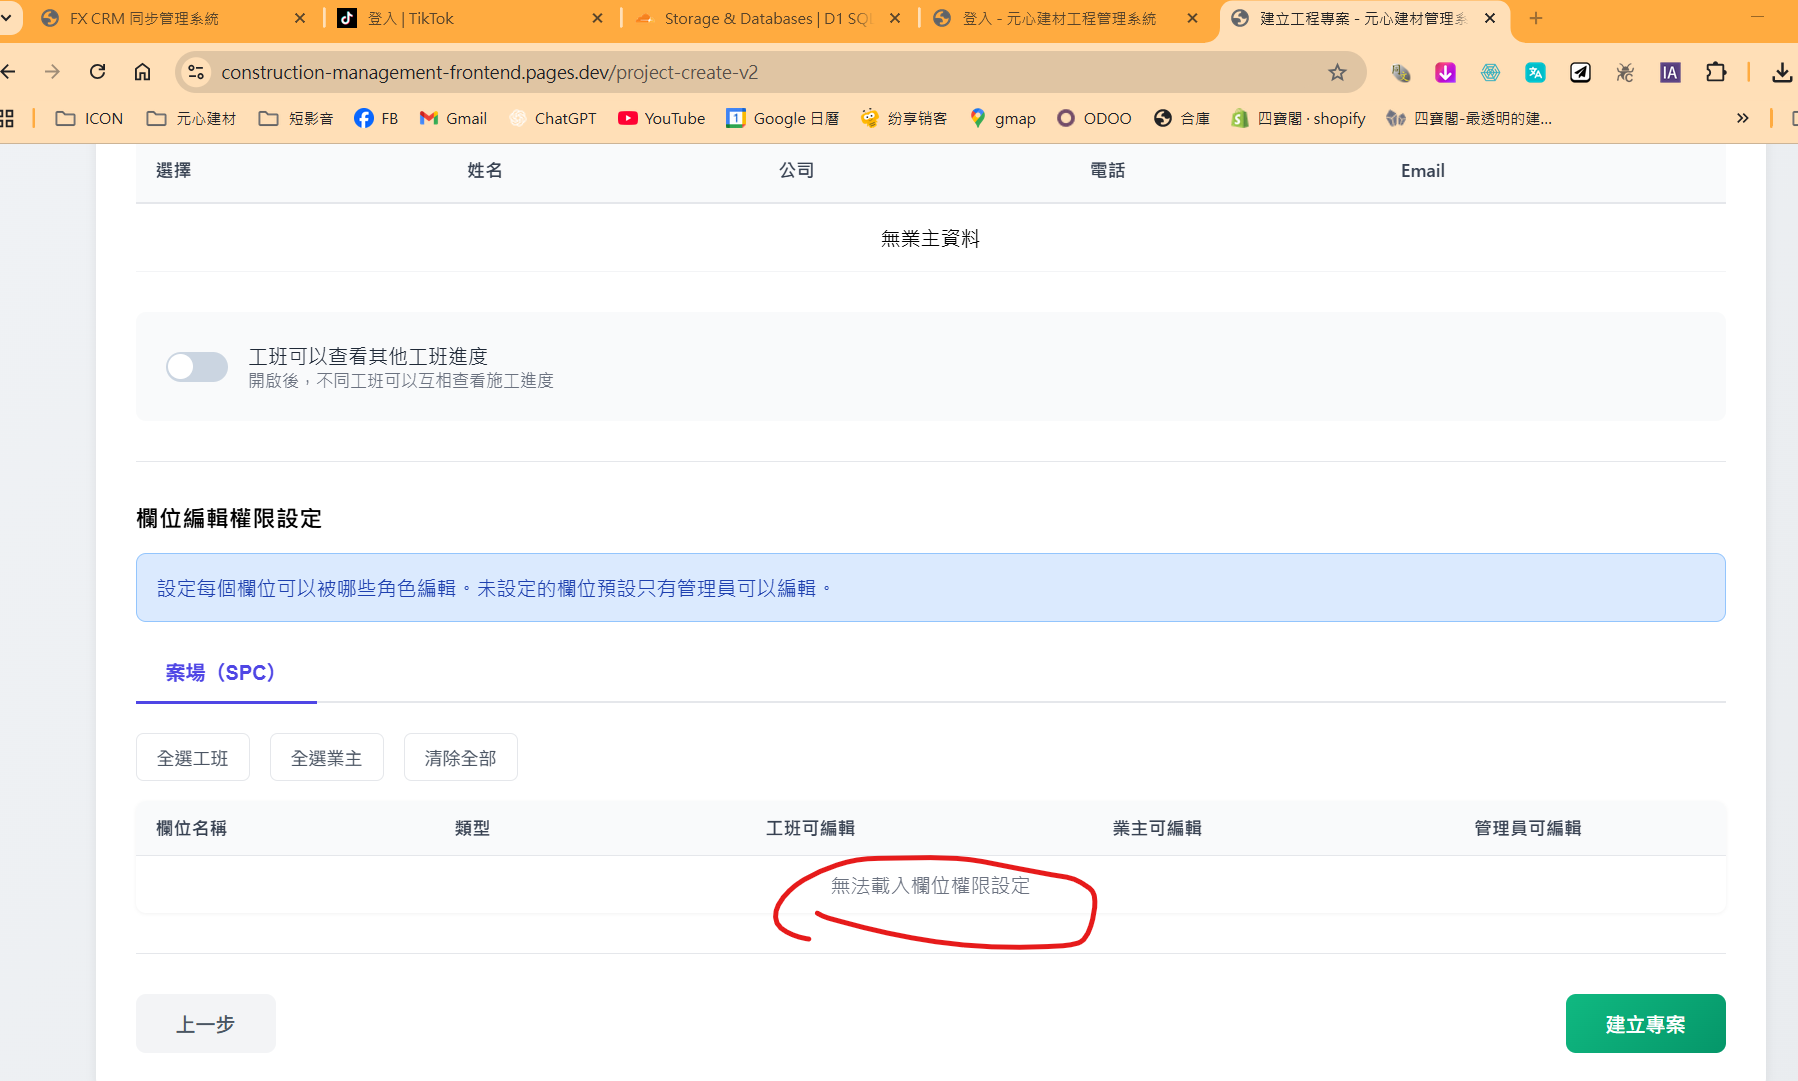 FX CRM 同步管理系統
登入 | TikTok
Storage & Databases | D1 SQL
登入 - 元心建材工程管理系統
建立工程專案 - 元心建材管理系
construction-management-frontend.pages.dev/project-create-v2
ICON
元心建材
短影音
FB
Gmail
ChatGPT
YouTube
Google 日曆
纷享销客
gmap
ODOO
合庫
四寶閣 · shopify
四寶閣-最透明的建...
選擇 姓名 公司 電話 Email
無業主資料
工班可以查看其他工班進度
開啟後，不同工班可以互相查看施工進度
欄位編輯權限設定
設定每個欄位可以被哪些角色編輯。未設定的欄位預設只有管理員可以編輯。
案場（SPC）
全選工班 全選業主 清除全部
欄位名稱 類型 工班可編輯 業主可編輯 管理員可編輯
無法載入欄位權限設定
上一步 建立專案